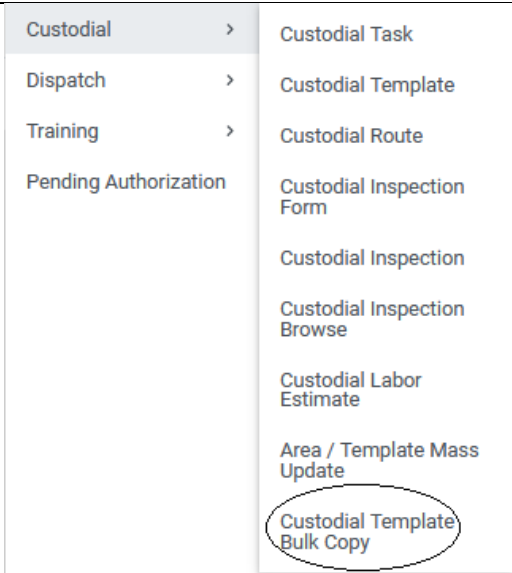 Custodial >
Dispatch >
Training >
Pending Authorization
Custodial Task
Custodial Template
Custodial Route
Custodial Inspection
Form
Custodial Inspection
Custodial Inspection
Browse
Custodial Labor
Estimate
Area / Template Mass
Update
Custodial Template
Bulk Copy